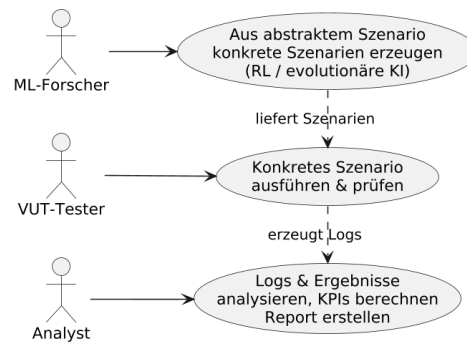 Aus abstraktem Szenario
konkrete Szenarien erzeugen
(RL / evolutionäre KI)
ML-Forscher
liefert Szenarien
Konkretes Szenario
ausführen & prüfen
VUT-Tester
erzeugt Logs
Logs & Ergebnisse
analysieren, KPIs berechnen
Report erstellen
Analyst